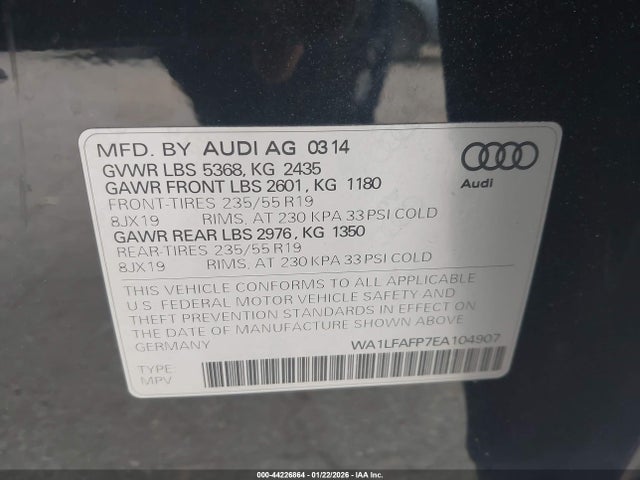 MFD. BY AUDI AG 03 14
GVWR LBS 5368, KG 2435
GAWR FRONT LBS 2601, KG 1180
FRONT-TIRES 235/55 R19
8JX19 RIMS, AT 230 KPA 33 PSI COLD
GAWR REAR LBS 2976, KG 1350
REAR-TIRES 235/55 R19
8JX19 RIMS, AT 230 KPA 33 PSI COLD
Audi
THIS VEHICLE CONFORMS TO ALL APPLICABLE
U.S. FEDERAL MOTOR VEHICLE SAFETY AND
THEFT PREVENTION STANDARDS IN EFFECT ON
THE DATE OF MANUFACTURE SHOWN ABOVE.
GERMANY WA1LFAFP7EA104907
TYPE
MPV
000-44226864 | 01/22/2026 - IAA Inc.